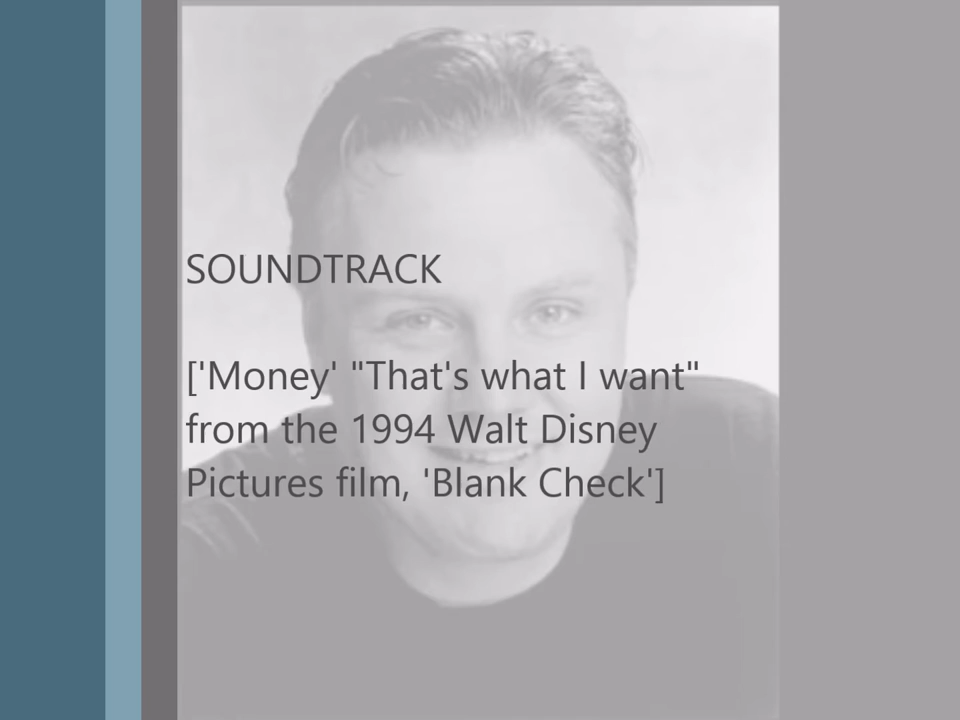 SOUNDTRACK
['Money' "That's what I want"
from the 1994 Walt Disney
Pictures film, 'Blank Check']